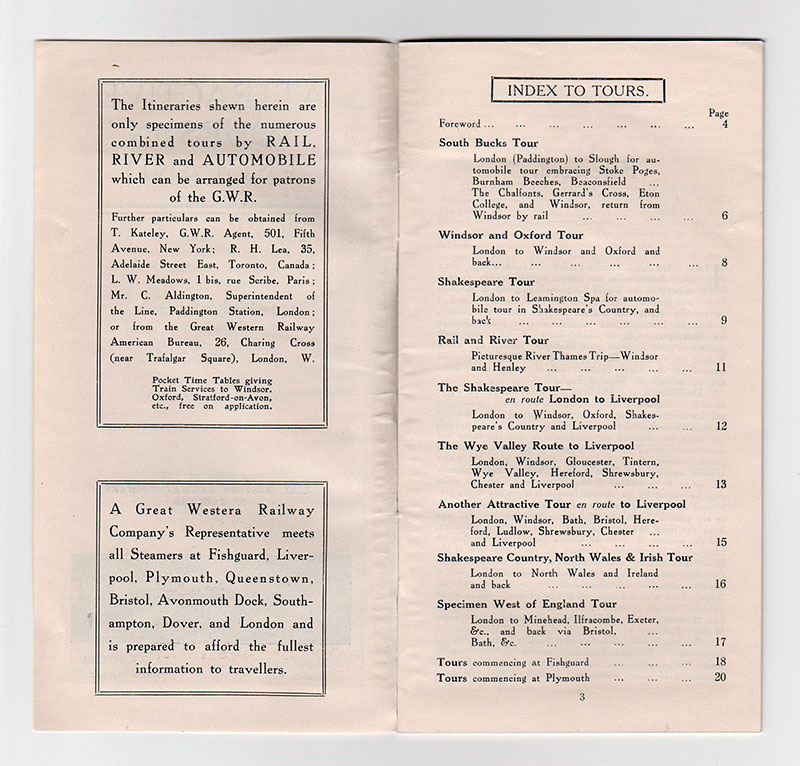 The Itineraries shewn herein are
only specimens of the numerous
combined tours by RAIL,
RIVER and AUTOMOBILE
which can be arranged for patrons
of the G.W.R.
Further particulars can be obtained from
T. Kateley, G.W.R. Agent, 501, Fifth
Avenue, New York; R. H. Lea, 35,
Adelaide Street East, Toronto, Canada;
L. W. Meadows, 1 bis, rue Scribe, Paris;
Mr. C. Aldington, Superintendent of
the Line, Paddington Station, London;
or from the Great Western Railway
American Bureau, 26, Charing Cross
(near Trafalgar Square), London, W.
Pocket Time Tables giving
Train Services to Windsor,
Oxford, Stratford-on-Avon,
etc., free on application.
A Great Western Railway
Company's Representative meets
all Steamers at Fishguard, Liver-
pool, Plymouth, Queenstown,
Bristol, Avonmouth Dock, South-
ampton, Dover, and London and
is prepared to afford the fullest
information to travellers.
INDEX TO TOURS.
Page
Foreword ... ... ... ... ... ... ... 4
South Bucks Tour
London (Paddington) to Slough for au-
tomobile tour embracing Stoke Poges,
Burnham Beeches, Beaconsfield ...
The Chalfonts, Gerrard's Cross, Eton
College, and Windsor, return from
Windsor by rail ... ... ... ... 6
Windsor and Oxford Tour
London to Windsor and Oxford and
back... ... ... ... ... ... 8
Shakespeare Tour
London to Leamington Spa for automo-
bile tour in Shakespeare's Country, and
back ... ... ... ... ... ... 9
Rail and River Tour
Picturesque River Thames Trip—Windsor
and Henley ... ... ... ... ... 11
The Shakespeare Tour—
en route London to Liverpool
London to Windsor, Oxford, Shakes-
peare's Country and Liverpool ... ... 12
The Wye Valley Route to Liverpool
London, Windsor, Gloucester, Tintern,
Wye Valley, Hereford, Shrewsbury,
Chester and Liverpool ... ... ... 13
Another Attractive Tour en route to Liverpool
London, Windsor, Bath, Bristol, Here-
ford, Ludlow, Shrewsbury, Chester ...
and Liverpool ... ... ... ... 15
Shakespeare Country, North Wales & Irish Tour
London to North Wales and Ireland
and back ... ... ... ... ... 16
Specimen West of England Tour
London to Minehead, Ilfracombe, Exeter,
&c., and back via Bristol, ...
Bath, &c. ... ... ... ... ... 17
Tours commencing at Fishguard ... ... ... 18
Tours commencing at Plymouth ... ... ... 20
3